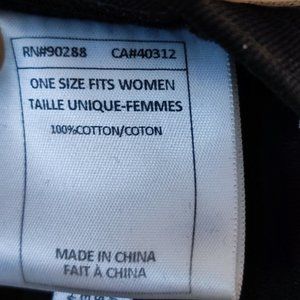 RN#90288 CA#40312
ONE SIZE FITS WOMEN
TAILLE UNIQUE-FEMMES
100%COTTON/COTON
MADE IN CHINA
FAIT À CHINA